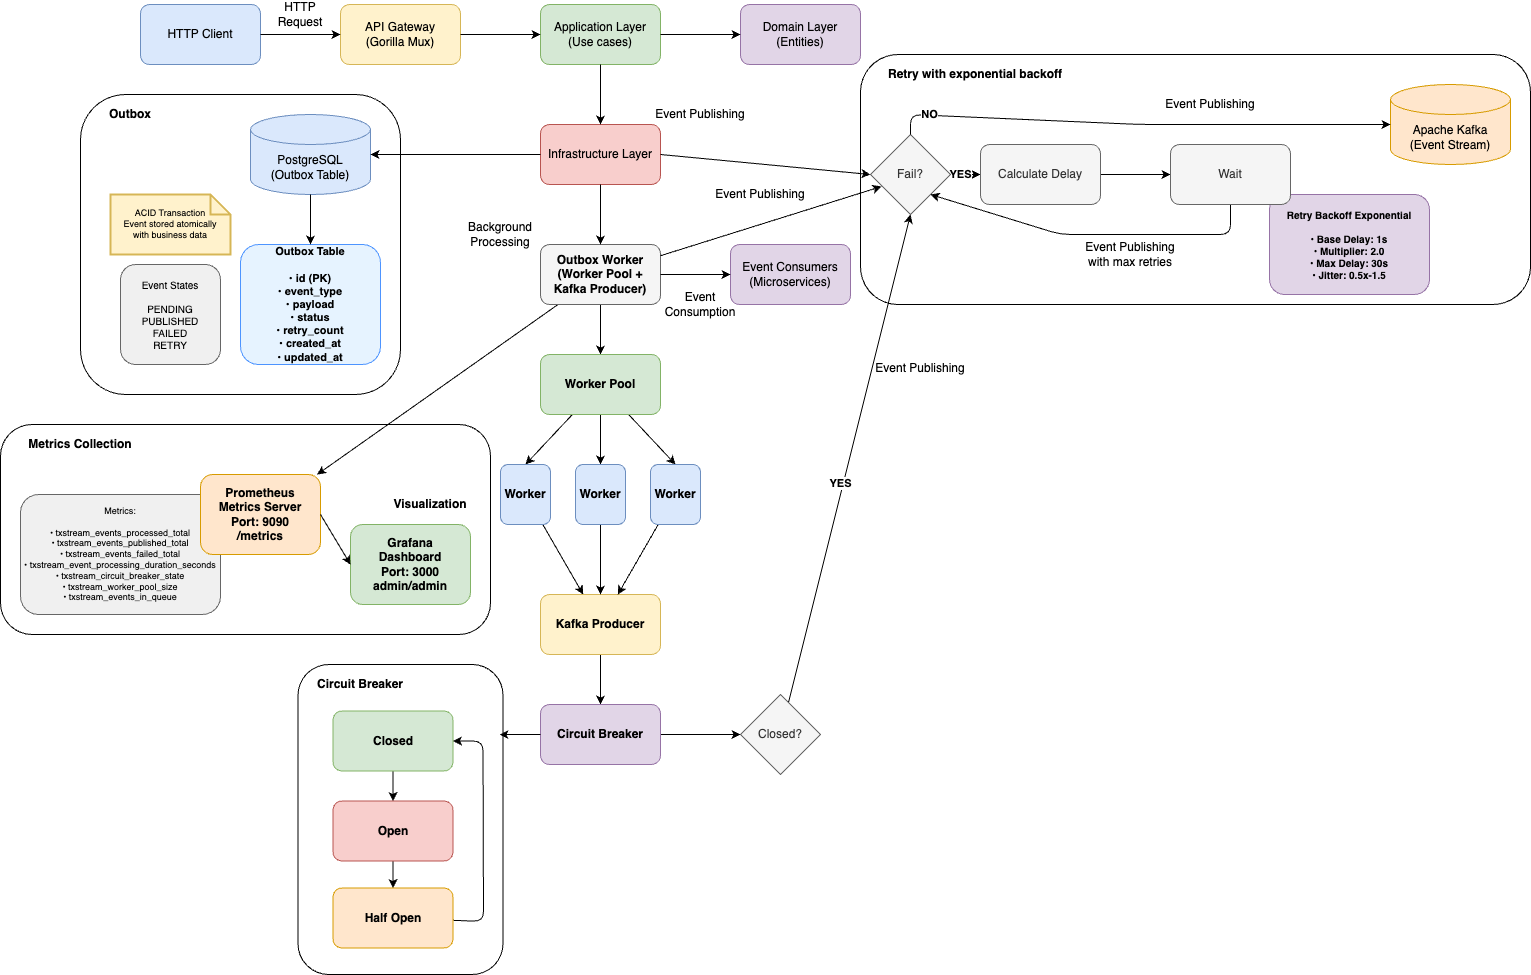 HTTP Client
HTTP
Request
API Gateway
(Gorilla Mux)
Application Layer
(Use cases)
Domain Layer
(Entities)
Retry with exponential backoff
Event Publishing
NO
Apache Kafka
(Event Stream)
Fail?
YES
Calculate Delay
Wait
Retry Backoff Exponential
• Base Delay: 1s
• Multiplier: 2.0
• Max Delay: 30s
• Jitter: 0.5x-1.5
Event Publishing
with max retries
Outbox
PostgreSQL
(Outbox Table)
Event Publishing
Infrastructure Layer
Event Publishing
ACID Transaction
Event stored atomically
with business data
Background
Processing
Outbox Table
• id (PK)
• event_type
• payload
• status
• retry_count
• created_at
• updated_at
Event States
PENDING
PUBLISHED
FAILED
RETRY
Outbox Worker
(Worker Pool +
Kafka Producer)
Event Consumers
(Microservices)
Event
Consumption
Worker Pool
Event Publishing
Metrics Collection
Prometheus
Metrics Server
Port: 9090
/metrics
Metrics:
• txstream_events_processed_total
• txstream_events_published_total
• txstream_events_failed_total
• txstream_event_processing_duration_seconds
• txstream_circuit_breaker_state
• txstream_worker_pool_size
• txstream_events_in_queue
Visualization
Grafana
Dashboard
Port: 3000
admin/admin
Worker
Worker
Worker
YES
Kafka Producer
Circuit Breaker
Closed
Open
Half Open
Circuit Breaker
Closed?